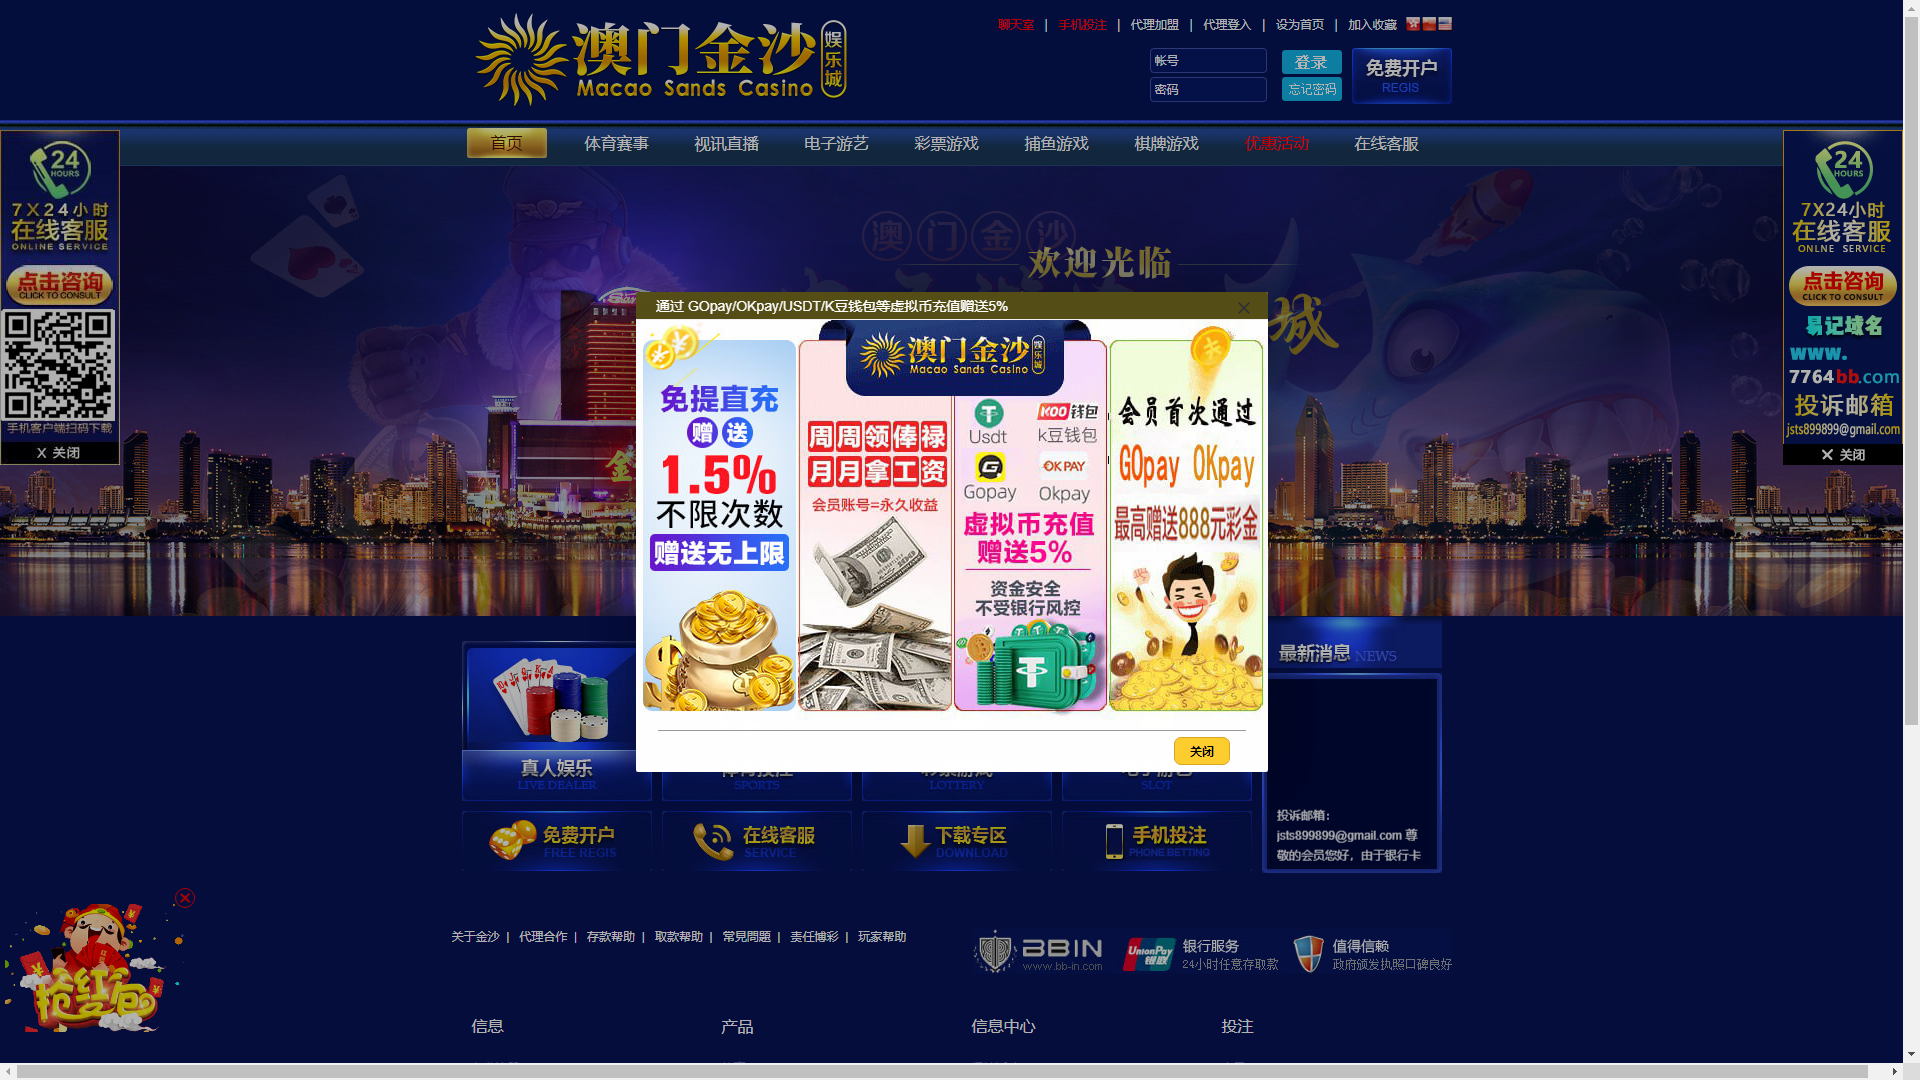 澳门金沙
娱乐城
Macao Sands Casino
聊天室 | 手机投注 | 代理加盟 | 代理登入 | 设为首页 | 加入收藏
帐号
登录
免费开户
REGIS
密码
忘记密码
首页 体育赛事 视讯直播 电子游艺 彩票游戏 捕鱼游戏 棋牌游戏 优惠活动 在线客服
24
HOURS
7X24小时
在线客服
ONLINE SERVICE
点击咨询
CLICK TO CONSULT
手机客户端扫码下载
X 关闭
24
HOURS
7X24小时
在线客服
ONLNE SERVICE
点击咨询
CLICK TO CONSULT
易记域名
www.
7764bb.com
投诉邮箱
jsts899899@gmail.com
关闭
澳门金沙
欢迎光临
城
通过 GOpay/OKpay/USDT/K豆钱包等虚拟币充值赠送5%
澳门金沙
娱乐城
Macao Sands Casino
免提直充
赠送
1.5%
不限次数
赠送无上限
周周领俸禄
月月拿工资
会员账号=永久收益
Usdt
KOO钱包
k豆钱包
Gopay
OKPAY
Okpay
虚拟币充值
赠送5%
资金安全
不受银行风控
会员首次通过
GOpay OKpay
最高赠送888元彩金
关闭
最新消息 NEWS
真人娱乐
LIVE DEALER
SPORTS
LOTTERY
SLOT
投诉邮箱：
jsts899899@gmail.com 尊
敬的会员您好，由于银行卡
免费开户
FREE REGIS
在线客服
SERVICE
下载专区
DOWNLOAD
手机投注
PHONE BETTING
抢红包
关于金沙 | 代理合作 | 存款帮助 | 取款帮助 | 常見問題 | 责任博彩 | 玩家帮助
BBIN
www.bb-in.com
UnionPay
银联
银行服务
24小时任意存取款
值得信赖
政府颁发执照口碑良好
信息 产品 信息中心 投注